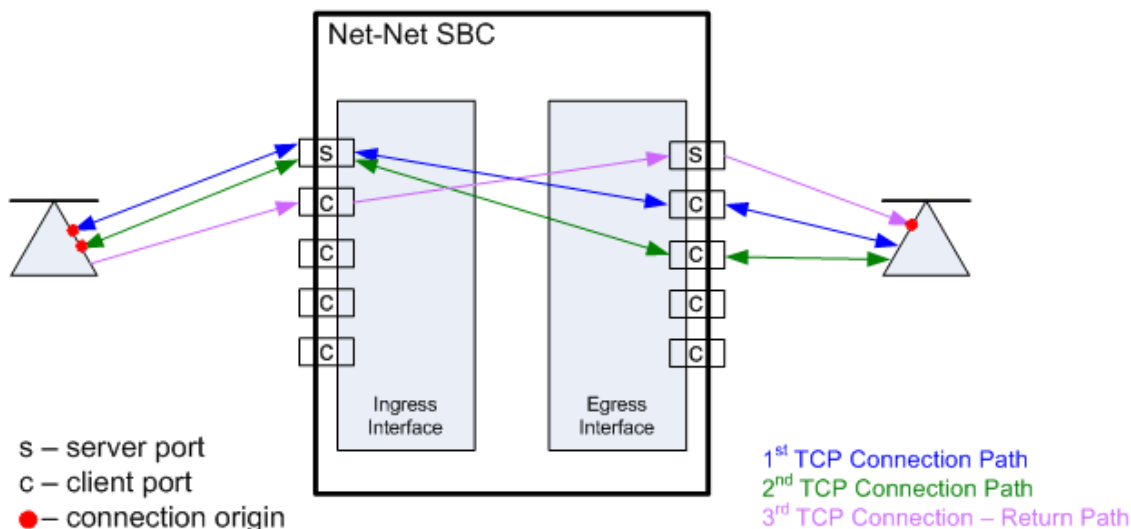 Net-Net SBC
S
S
C
C
C
C
C
C
C
C
Ingress
Interface
Egress
Interface
s – server port
c – client port
– connection origin
1st TCP Connection Path
2nd TCP Connection Path
3rd TCP Connection – Return Path